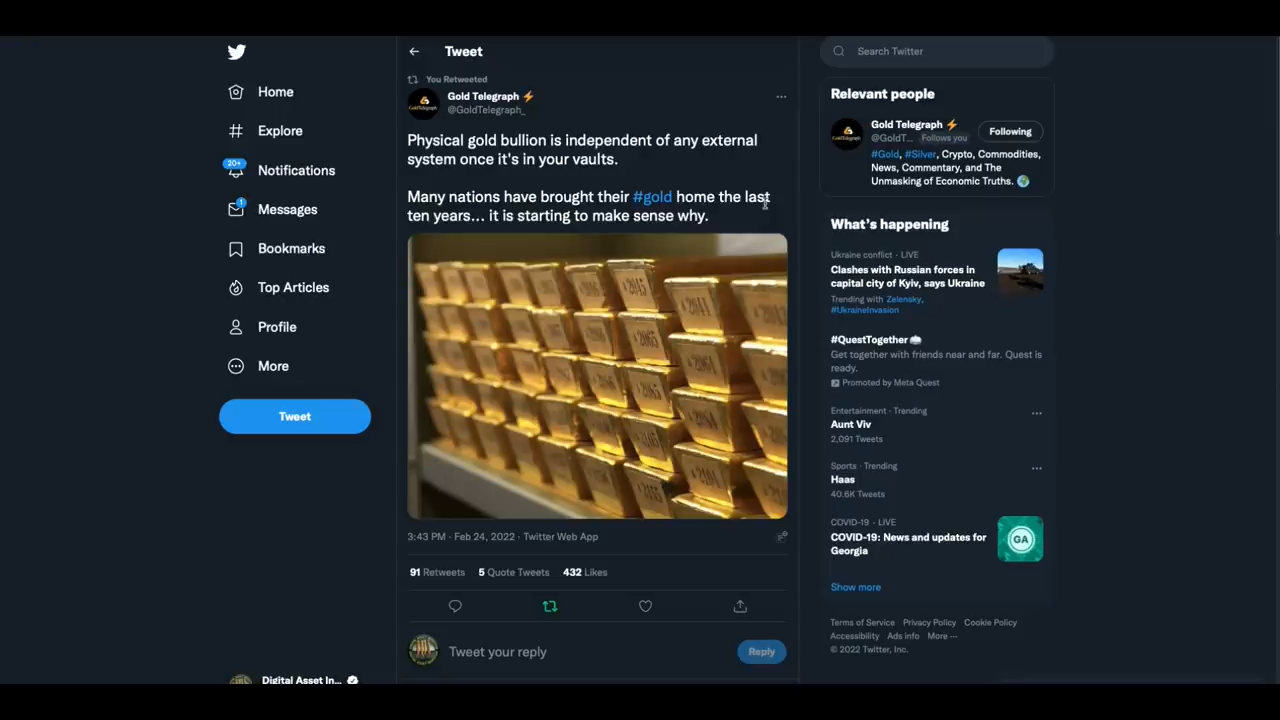 Home
Explore
20+
Notifications
1
Messages
Bookmarks
Top Articles
Profile
More
Tweet
Digital Asset In...
Tweet
You Retweeted
Gold Telegraph ⚡
@GoldTelegraph_
Physical gold bullion is independent of any external
system once it's in your vaults.
Many nations have brought their #gold home the last
ten years... it is starting to make sense why.
3:43 PM · Feb 24, 2022 · Twitter Web App
91 Retweets 5 Quote Tweets 432 Likes
Tweet your reply
Reply
Search Twitter
Relevant people
Gold Telegraph ⚡
@GoldT... Follows you
Following
#Gold, #Silver, Crypto, Commodities,
News, Commentary, and The
Unmasking of Economic Truths. 🌎
What's happening
Ukraine conflict · LIVE
Clashes with Russian forces in
capital city of Kyiv, says Ukraine
Trending with Zelensky,
#UkraineInvasion
#QuestTogether
Get together with friends near and far. Quest is
ready.
Promoted by Meta Quest
Entertainment · Trending
Aunt Viv
2,091 Tweets
Sports · Trending
Haas
40.6K Tweets
COVID-19 · LIVE
COVID-19: News and updates for
Georgia
GA
Show more
Terms of Service Privacy Policy Cookie Policy
Accessibility Ads info More ···
© 2022 Twitter, Inc.